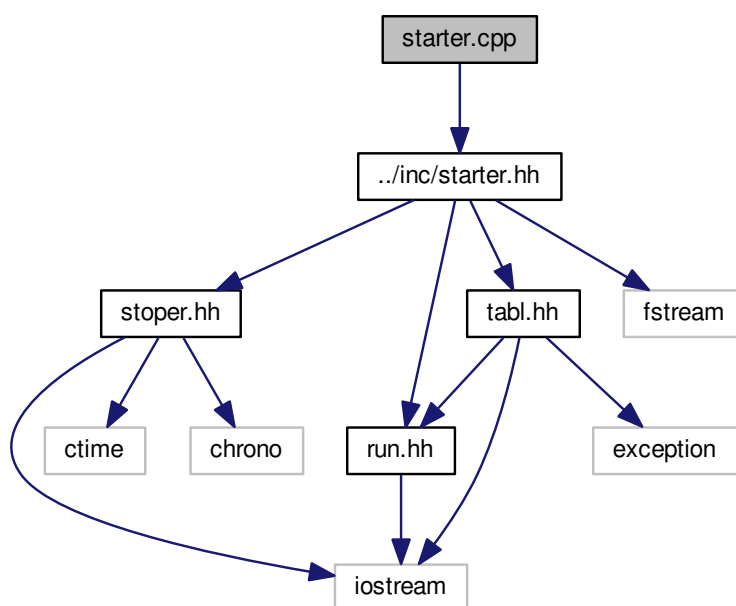 starter.cpp
../inc/starter.hh
stoper.hh
tabl.hh
fstream
ctime
chrono
run.hh
exception
iostream